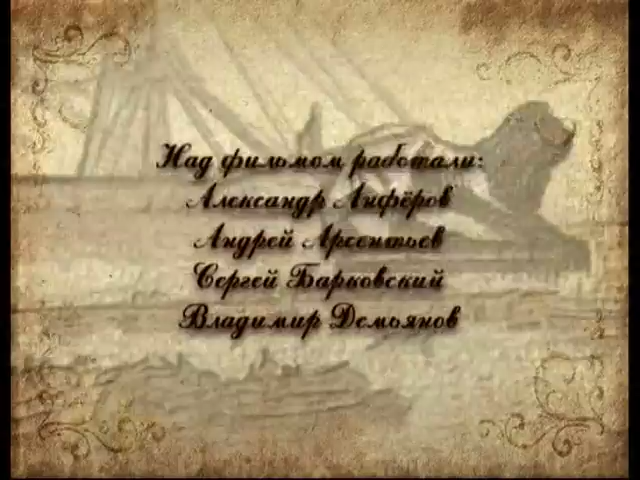 Над фильмом работали:
Александр Анфёров
Андрей Арсентьев
Сергей Барковский
Владимир Демьянов